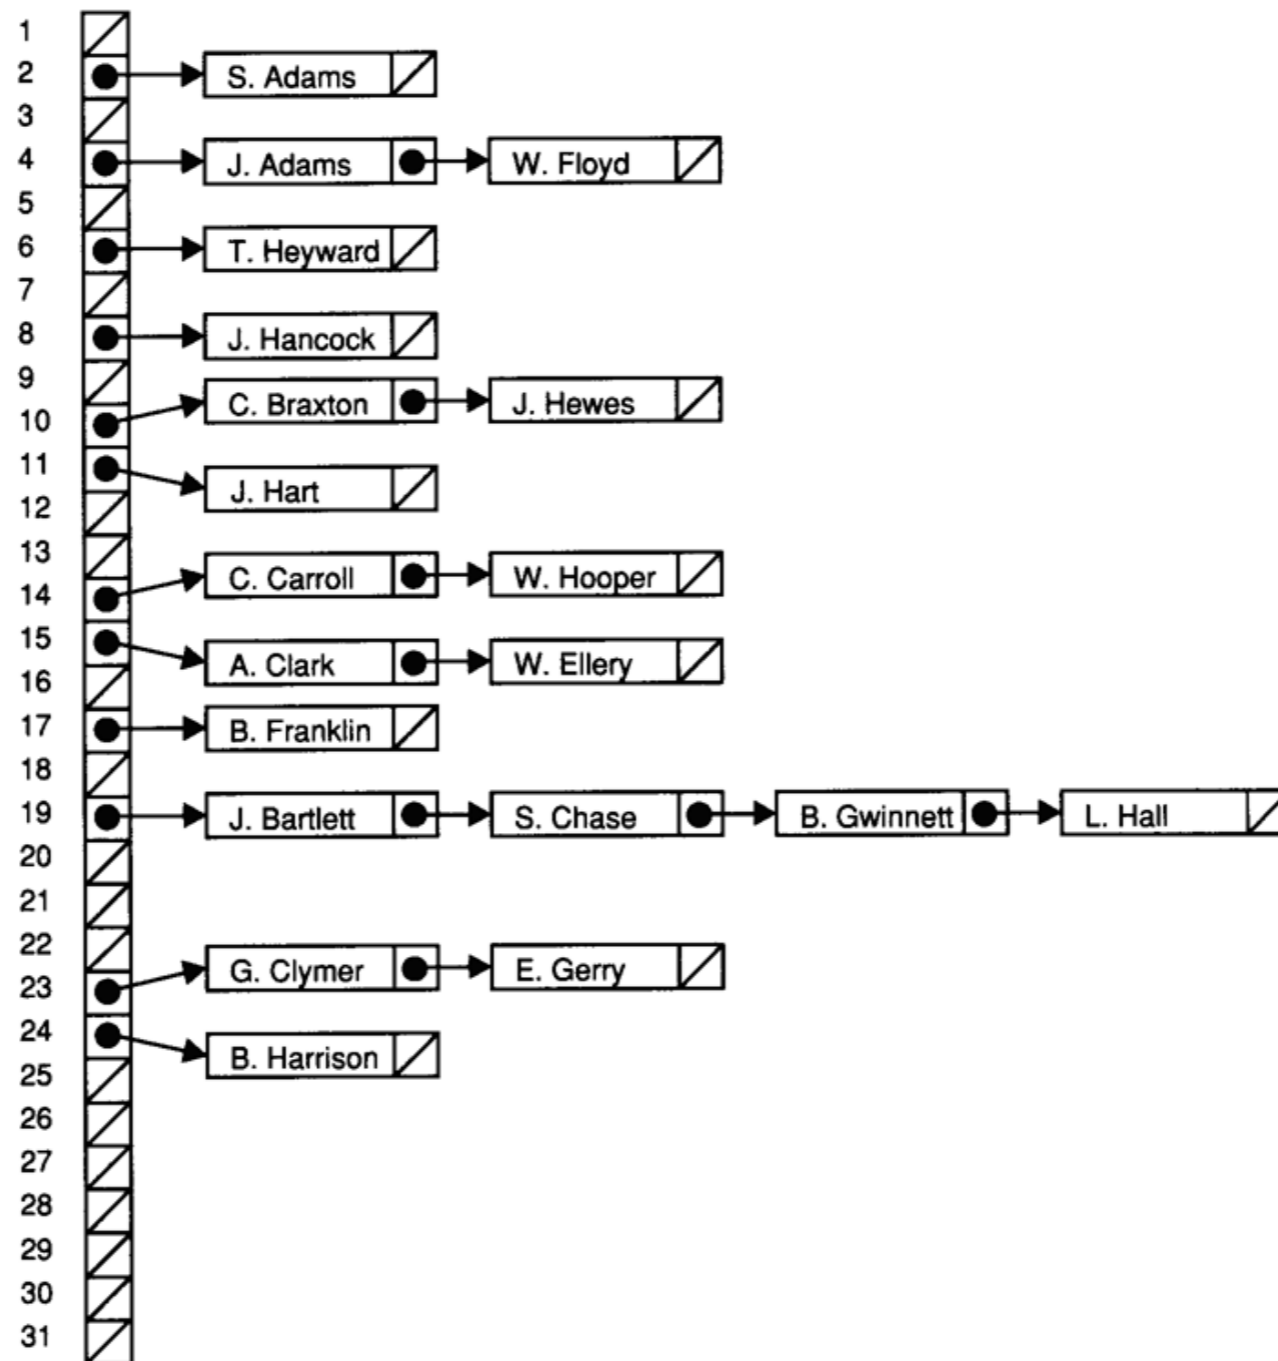 1
2 S. Adams
3
4 J. Adams W. Floyd
5
6 T. Heyward
7
8 J. Hancock
9
10 C. Braxton J. Hewes
11 J. Hart
12
13
14 C. Carroll W. Hooper
15 A. Clark W. Ellery
16
17 B. Franklin
18
19 J. Bartlett S. Chase B. Gwinnett L. Hall
20
21
22
23 G. Clymer E. Gerry
24 B. Harrison
25
26
27
28
29
30
31